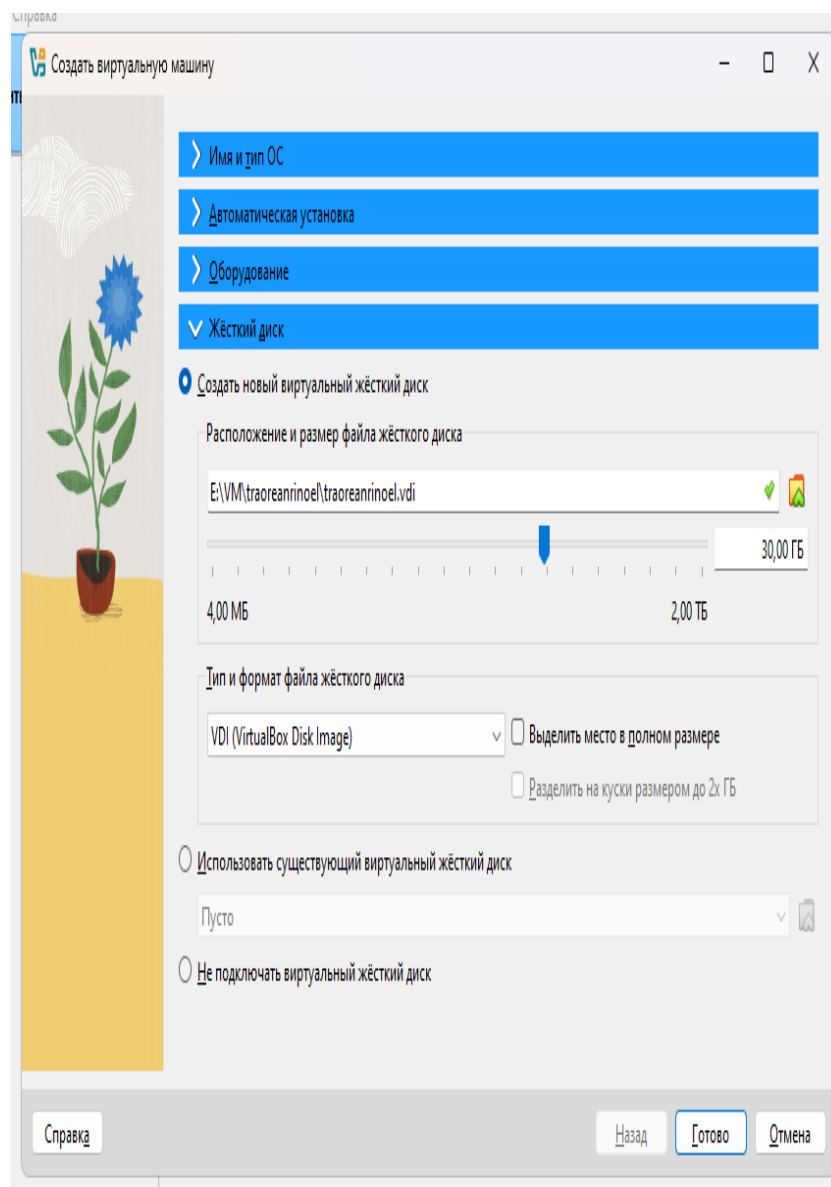 Справка
Создать виртуальную машину
Имя и тип ОС
Автоматическая установка
Оборудование
Жёсткий диск
Создать новый виртуальный жёсткий диск
Расположение и размер файла жёсткого диска
E:\VM\traoreanrinoel\traoreanrinoel.vdi
30,00 ГБ
4,00 МБ 2,00 ТБ
Тип и формат файла жёсткого диска
VDI (VirtualBox Disk Image) Выделить место в полном размере
Разделить на куски размером до 2х ГБ
Использовать существующий виртуальный жёсткий диск
Пусто
Не подключать виртуальный жёсткий диск
Справка Назад Готово Отмена